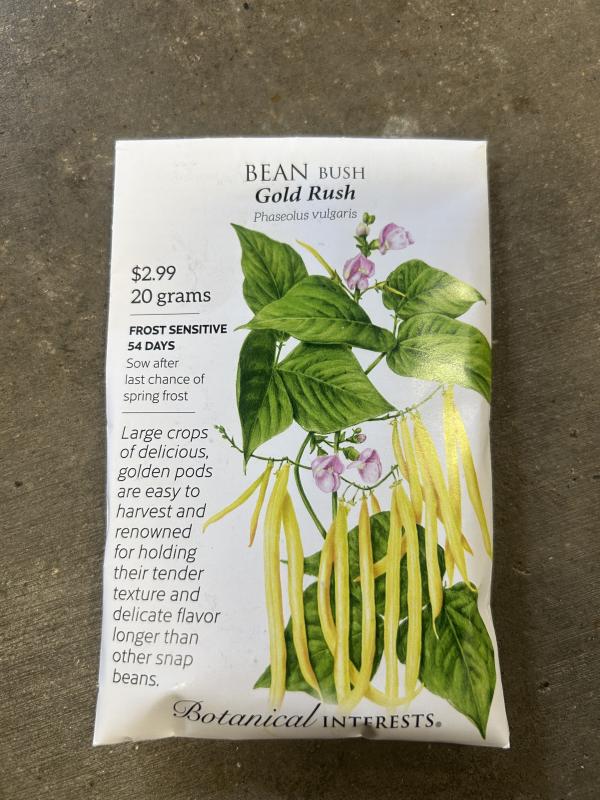 BEAN BUSH
Gold Rush
Phaseolus vulgaris
$2.99
20 grams
FROST SENSITIVE
54 DAYS
Sow after
last chance of
spring frost
Large crops
of delicious,
golden pods
are easy to
harvest and
renowned
for holding
their tender
texture and
delicate flavor
longer than
other snap
beans.
Botanical INTERESTS®